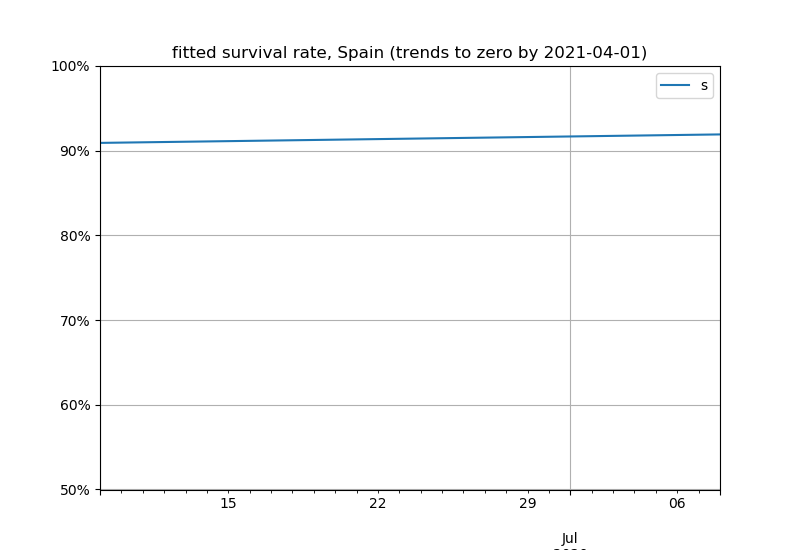 fitted survival rate, Spain (trends to zero by 2021-04-01)
100%
s
90%
80%
70%
60%
50%
15 22 29 06
Jul
2020